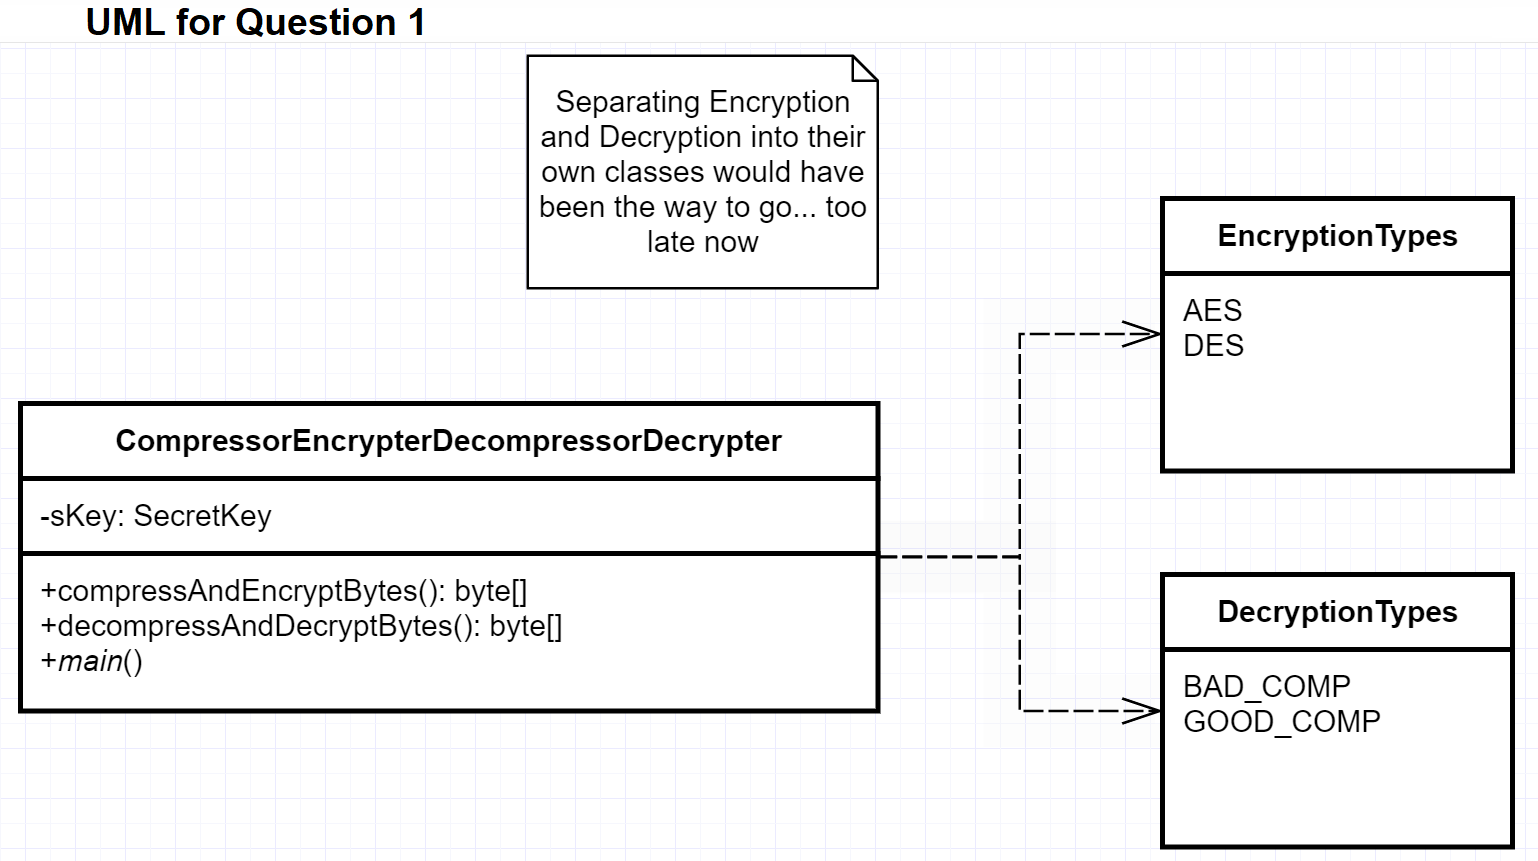 UML for Question 1
Separating Encryption
and Decryption into their
own classes would have
been the way to go... too
late now
EncryptionTypes
AES
DES
CompressorEncrypterDecompressorDecrypter
-sKey: SecretKey
+compressAndEncryptBytes(): byte[]
+decompressAndDecryptBytes(): byte[]
+main()
DecryptionTypes
BAD_COMP
GOOD_COMP